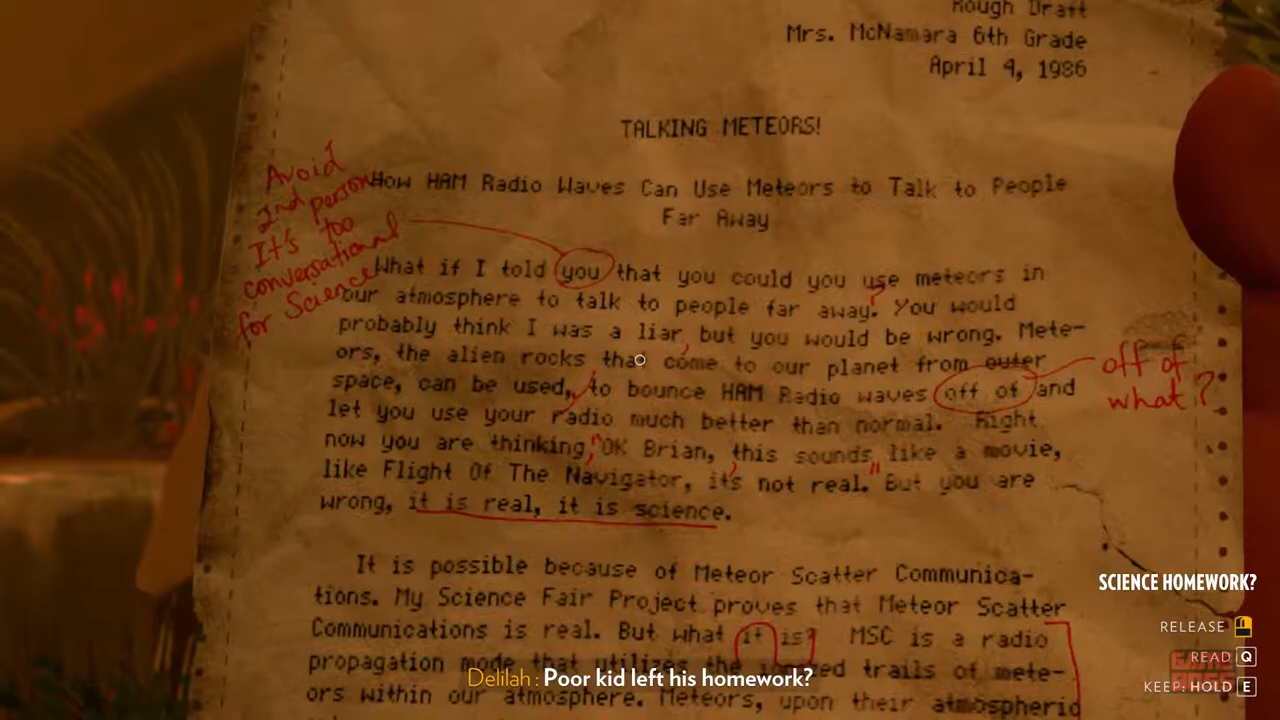 Rough Draft
Mrs. McNamara 6th Grade
April 4, 1986
TALKING METEORS!
How HAM Radio Waves Can Use Meteors to Talk to People
Far Away
Avoid
2nd person
It's too
conversational
for Science
What if I told you that you could you use meteors in
our atmosphere to talk to people far away? You would
probably think I was a liar, but you would be wrong. Mete-
ors, the alien rocks that come to our planet from outer
space, can be used, to bounce HAM Radio waves off of and
let you use your radio much better than normal. Right
now you are thinking, "OK Brian, this sounds like a movie,
like Flight Of The Navigator, it's not real." But you are
wrong, it is real, it is science.
off of
what?
It is possible because of Meteor Scatter Communica-
tions. My Science Fair Project proves that Meteor Scatter
Communications is real. But what it is? MSC is a radio
propagation mode that utilizes the ionized trails of mete-
ors within our atmosphere. Meteors, upon their atmospheric
SCIENCE HOMEWORK?
RELEASE
READ Q
KEEP: HOLD E
Delilah : Poor kid left his homework?